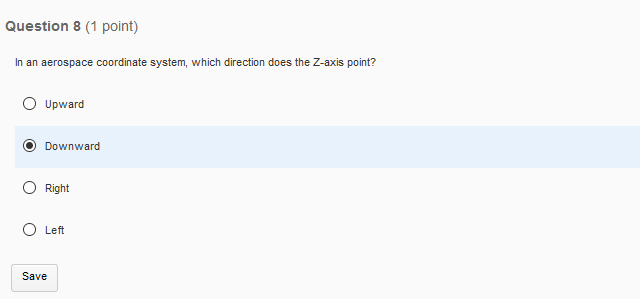 Question 8 (1 point)
In an aerospace coordinate system, which direction does the Z-axis point?
Upward
Downward
Right
Left
Save